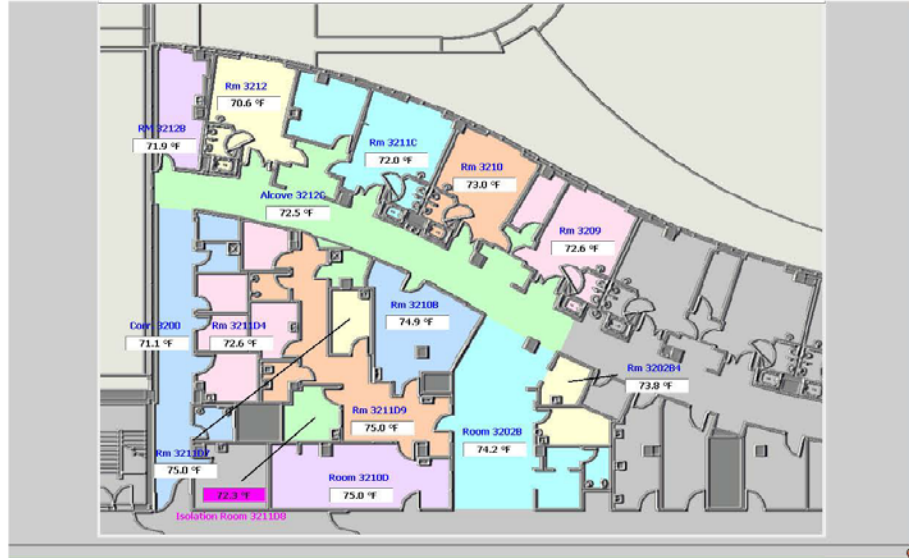 Rm 3212
70.6 °F
RM 3212B
71.9 °F
Rm 3211C
72.0 °F
Rm 3210
73.0 °F
Alcove 3212C
72.5 °F
Rm 3209
72.6 °F
Rm 3210B
74.9 °F
Corr 3200
71.1 °F
Rm 3211D4
72.6 °F
Rm 3202B4
73.8 °F
Rm 3211D9
75.0 °F
Room 3202B
74.2 °F
Rm 3211D7
75.0 °F
Room 3210D
75.0 °F
72.3 °F
Isolation Room 3211D8